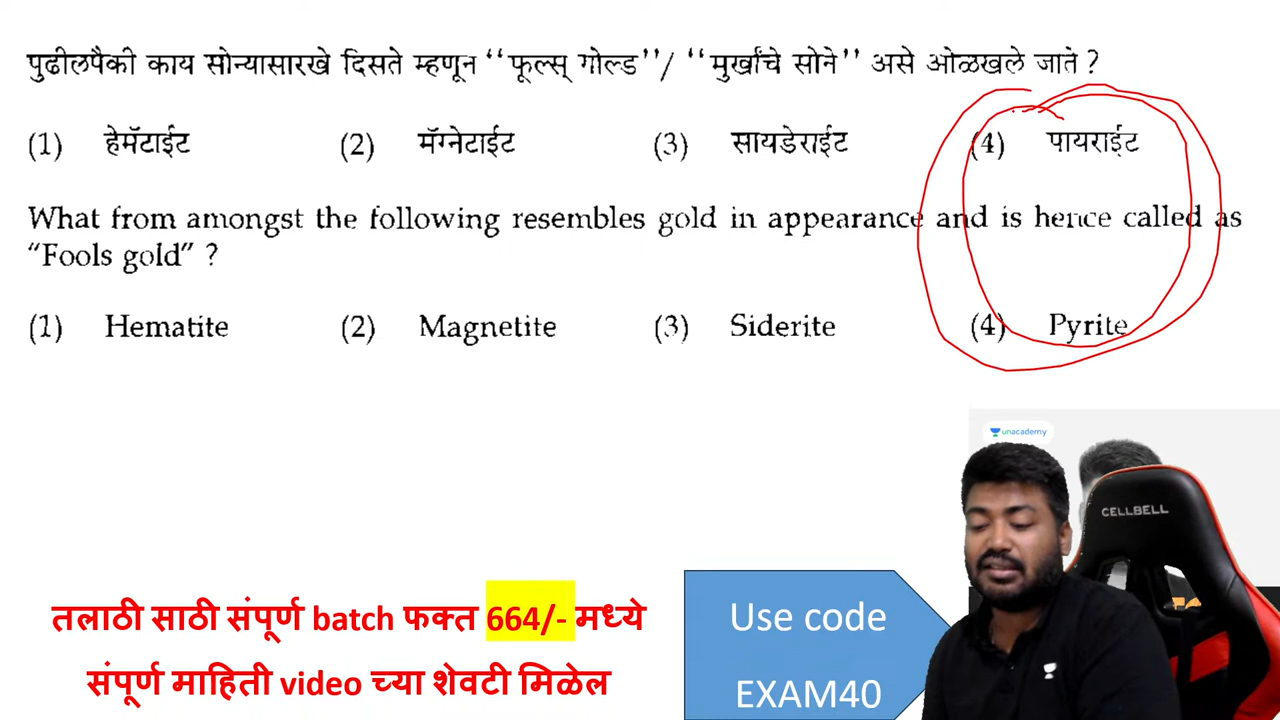 पुढीलपैकी काय सोन्यासारखे दिसते म्हणून ‘‘फूल्स् गोल्ड’’/ ‘‘मुर्खांचे सोने’’ असे ओळखले जाते ?
(1) हेमॅटाईट (2) मॅग्नेटाईट (3) सायडेराईट (4) पायराईट
What from amongst the following resembles gold in appearance and is hence called as
“Fools gold” ?
(1) Hematite (2) Magnetite (3) Siderite (4) Pyrite
unacademy
CELLBELL
तलाठी साठी संपूर्ण batch फक्त 664/- मध्ये
संपूर्ण माहिती video च्या शेवटी मिळेल
Use code
EXAM40